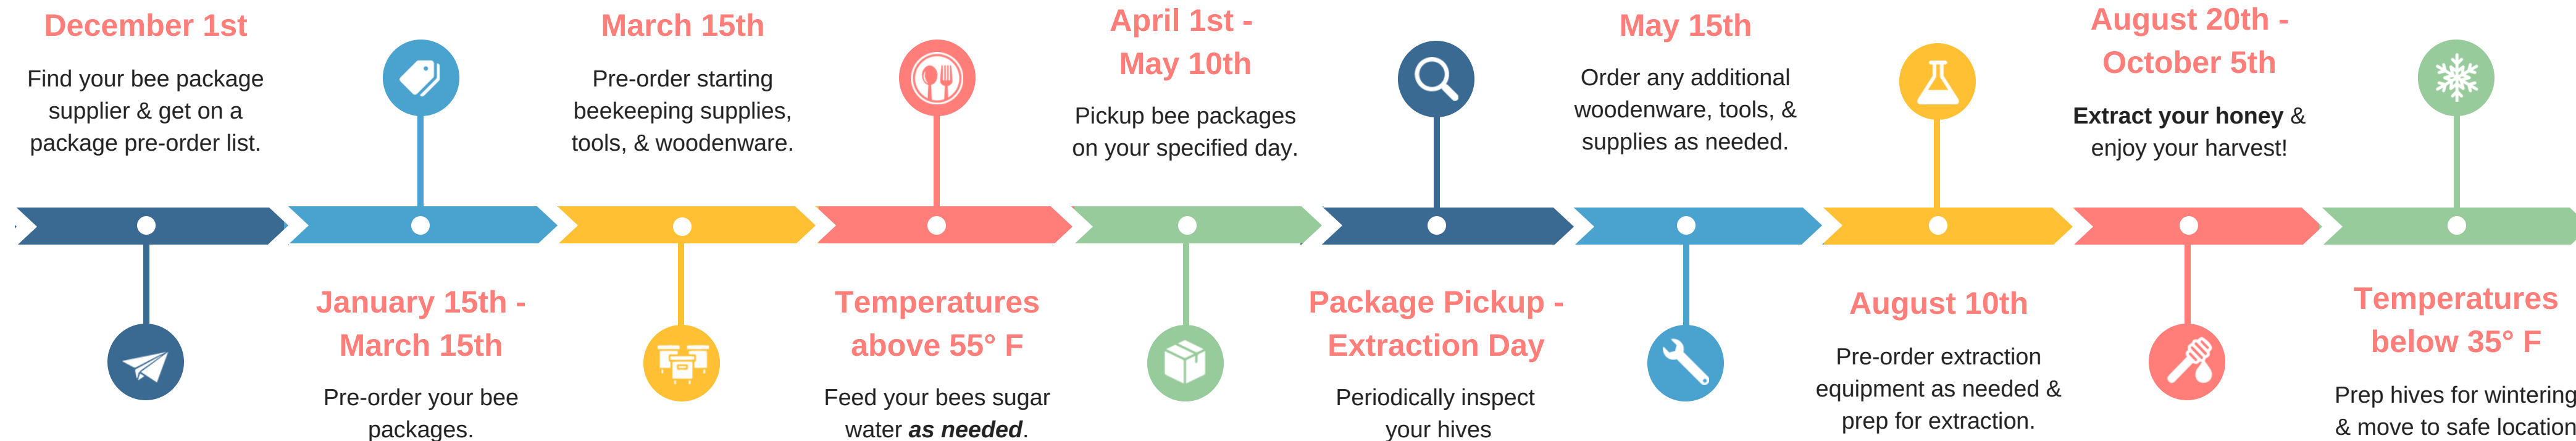 December 1st
Find your bee package
supplier & get on a
package pre-order list.
January 15th -
March 15th
Pre-order your bee
packages.
March 15th
Pre-order starting
beekeeping supplies,
tools, & woodenware.
Temperatures
above 55° F
Feed your bees sugar
water as needed.
April 1st -
May 10th
Pickup bee packages
on your specified day.
Package Pickup -
Extraction Day
Periodically inspect
your hives
May 15th
Order any additional
woodenware, tools, &
supplies as needed.
August 10th
Pre-order extraction
equipment as needed &
prep for extraction.
August 20th -
October 5th
Extract your honey &
enjoy your harvest!
Temperatures
below 35° F
Prep hives for wintering
& move to safe location